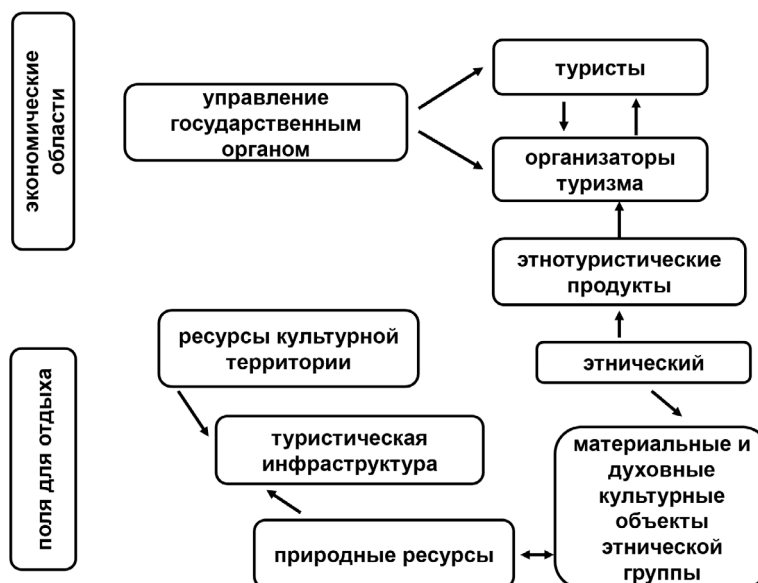 экономические
области
управление
государственным
органом
туристы
организаторы
туризма
этнотуристические
продукты
поля для отдыха
ресурсы культурной
территории
этнический
туристическая
инфраструктура
материальные и
духовные
культурные
объекты
этнической
группы
природные ресурсы